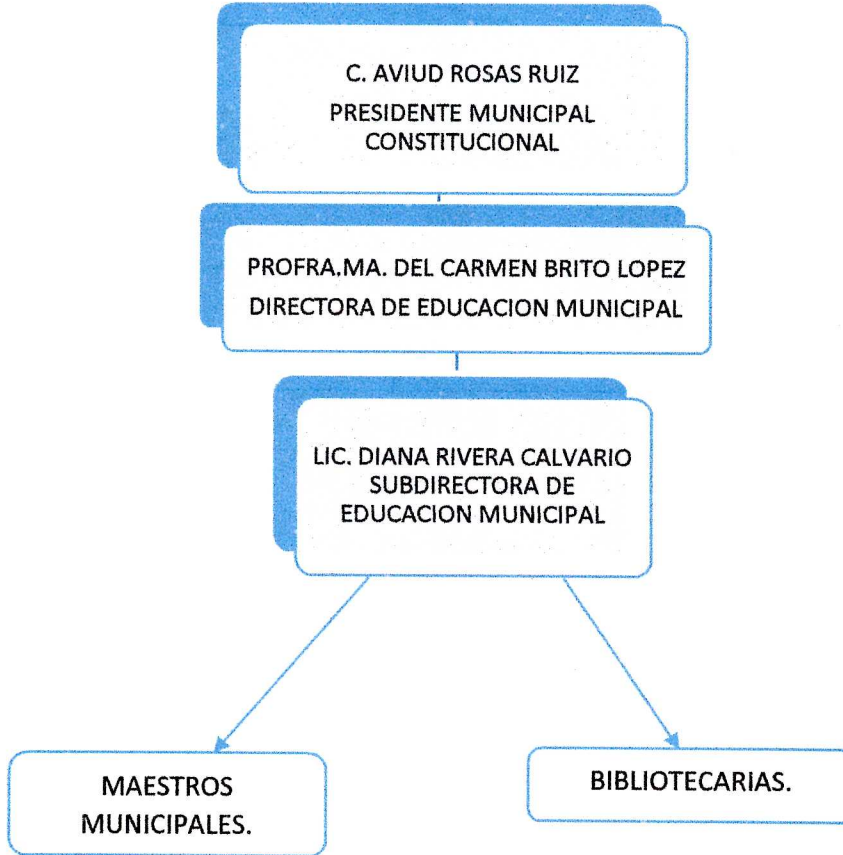 C. AVIUD ROSAS RUIZ
PRESIDENTE MUNICIPAL
CONSTITUCIONAL
PROFRA.MA. DEL CARMEN BRITO LOPEZ
DIRECTORA DE EDUCACION MUNICIPAL
LIC. DIANA RIVERA CALVARIO
SUBDIRECTORA DE
EDUCACION MUNICIPAL
MAESTROS
MUNICIPALES.
BIBLIOTECARIAS.